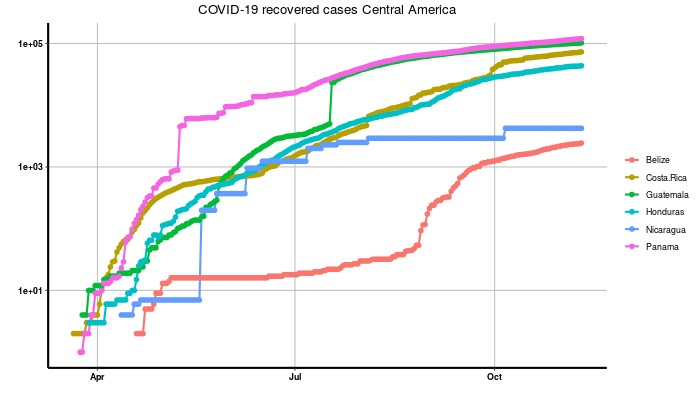 COVID-19 recovered cases Central America
1e+05
1e+03
1e+01
Apr
Jul
Oct
Belize
Costa.Rica
Guatemala
Honduras
Nicaragua
Panama